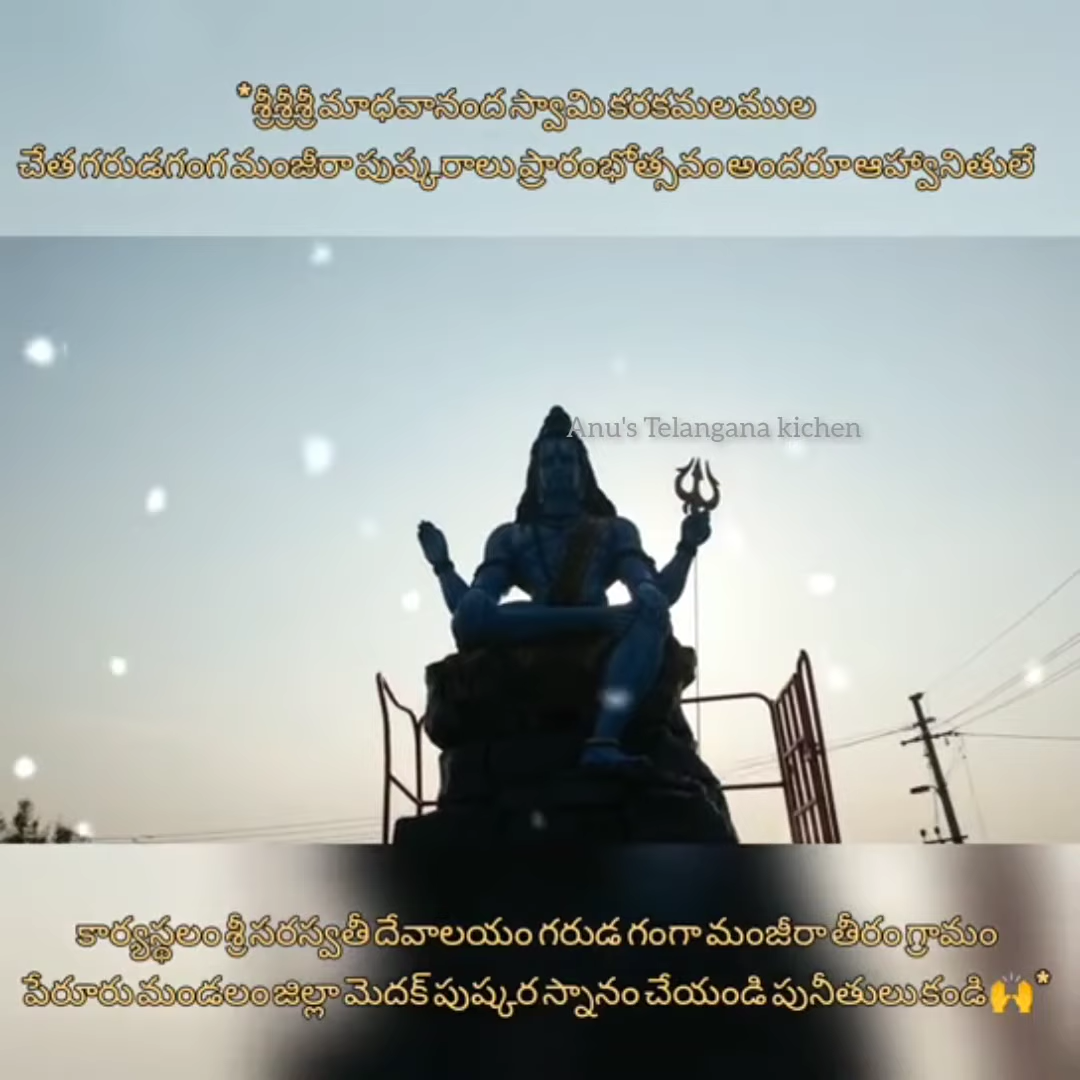 *శ్రీశ్రీశ్రీ మాధవానంద స్వామి కరకమలముల
చేత గరుడగంగ మంజీరా పుష్కరాలు ప్రారంభోత్సవం అందరూ ఆహ్వానితులే
Anu's Telangana kichen
కార్యస్థలం శ్రీ సరస్వతీ దేవాలయం గరుడ గంగా మంజీరా తీరం గ్రామం
పేరూరు మండలం జిల్లా మెదక్ పుష్కర స్నానం చేయండి పునీతులు కండి🙌*